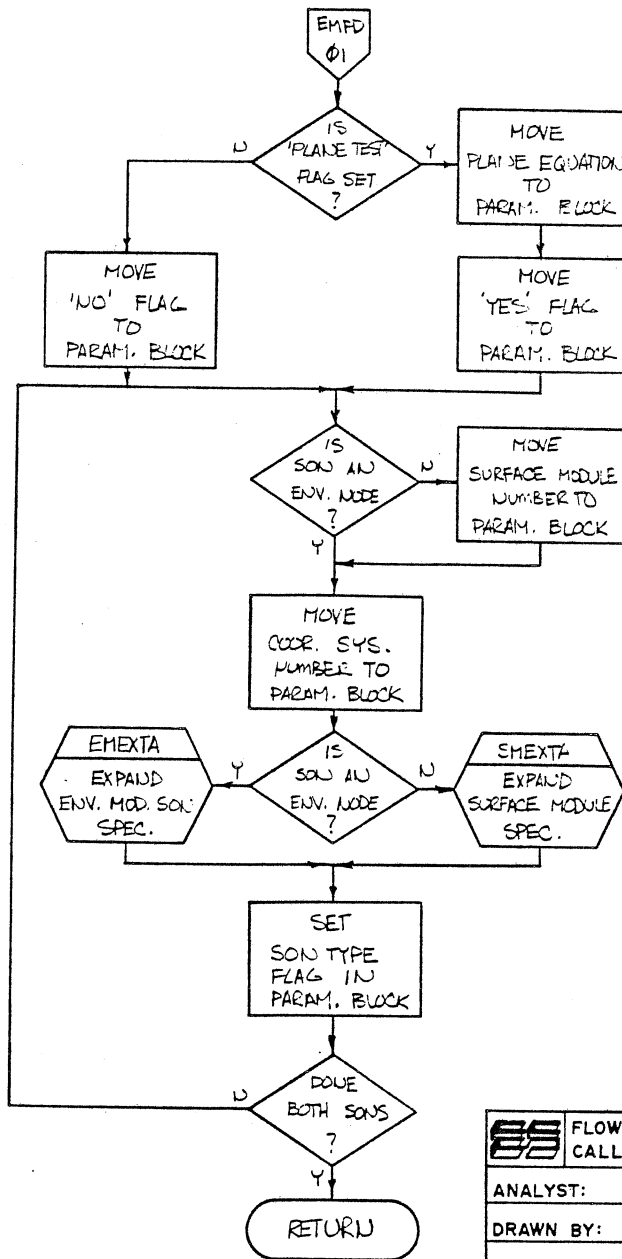 EMFD
Ø1
IS
'PLANE TEST'
FLAG SET
?
N
Y
MOVE
PLANE EQUATION
TO
PARAM. BLOCK
MOVE
'NO' FLAG
TO
PARAM. BLOCK
MOVE
'YES' FLAG
TO
PARAM. BLOCK
IS
SON AN
ENV. NODE
?
N
Y
MOVE
SURFACE MODULE
NUMBER TO
PARAM. BLOCK
MOVE
COOR. SYS.
NUMBER TO
PARAM. BLOCK
EMEXTA
EXPAND
ENV. MOD. SON
SPEC.
Y
IS
SON AN
ENV. NODE
?
N
SMEXTA
EXPAND
SURFACE MODULE
SPEC.
SET
SON TYPE
FLAG IN
PARAM. BLOCK
N
DONE
BOTH SONS
?
Y
RETURN
FLOW
CALL
ANALYST:
DRAWN BY: